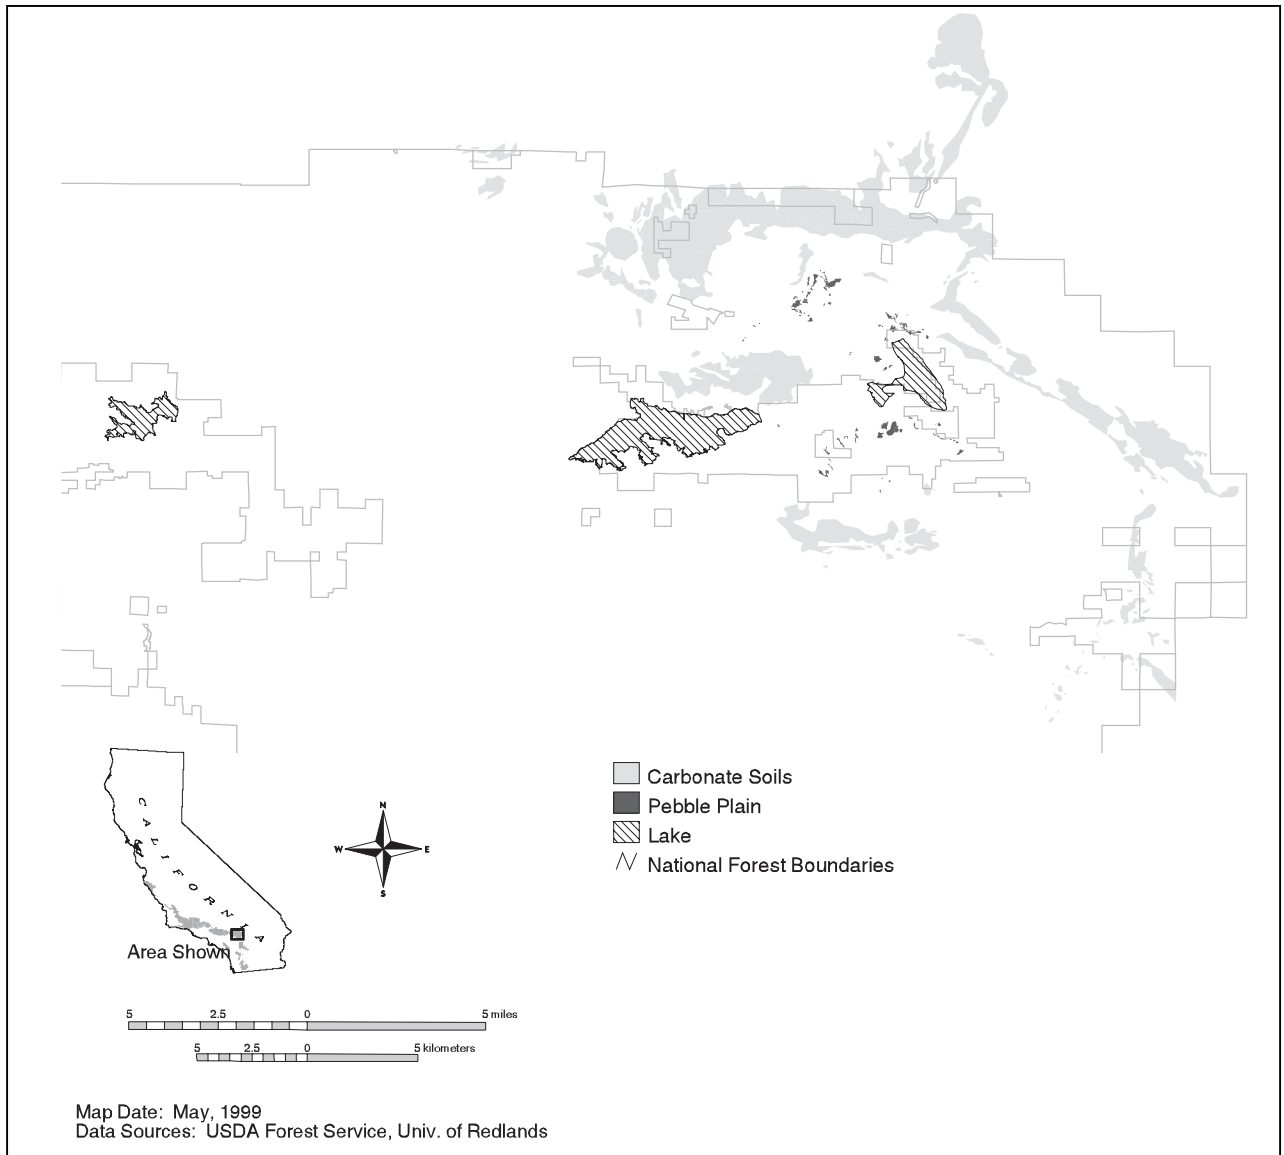 Carbonate Soils
Pebble Plain
Lake
National Forest Boundaries
CALIFORNIA
N
W E
S
Area Shown
5 2.5 0 5 miles
5 2.5 0 5 kilometers
Map Date: May, 1999
Data Sources: USDA Forest Service, Univ. of Redlands